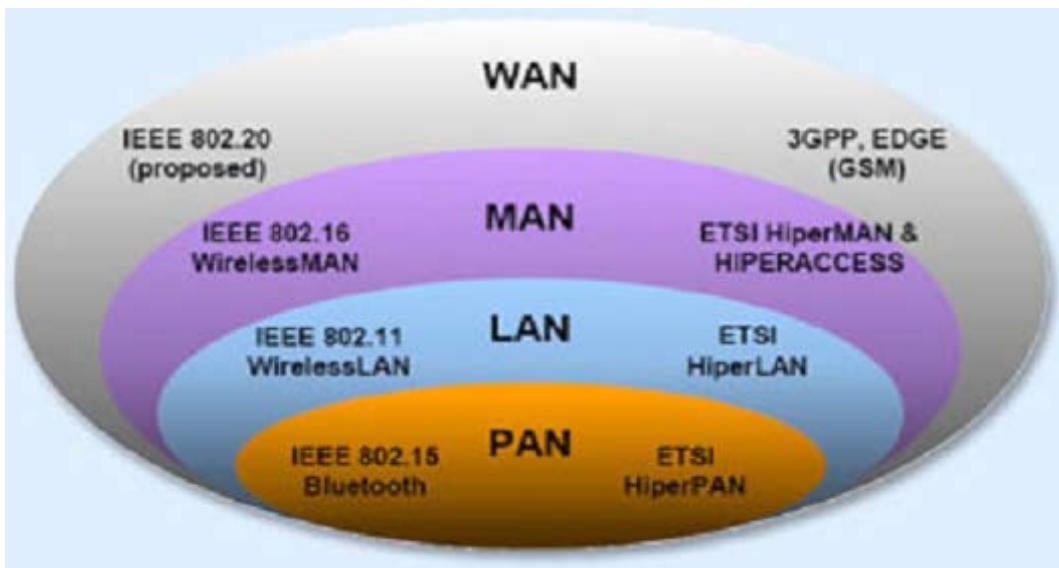 WAN
IEEE 802.20
(proposed)
3GPP, EDGE
(GSM)
MAN
IEEE 802.16
WirelessMAN
ETSI HiperMAN &
HIPERACCESS
LAN
IEEE 802.11
WirelessLAN
ETSI
HiperLAN
PAN
IEEE 802.15
Bluetooth
ETSI
HiperPAN